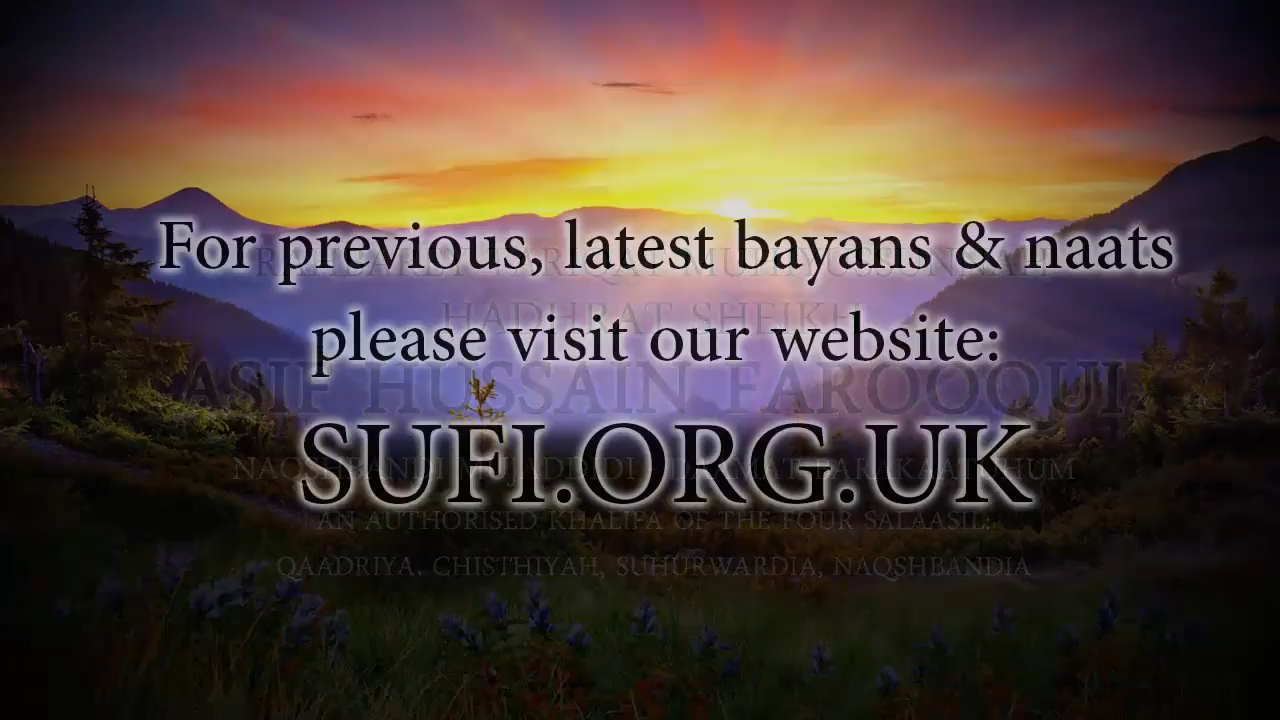 For previous, latest bayans & naats
HADHRAT SHEIKH
please visit our website:
ASIF HUSSAIN FAROOQUI
SUFI.ORG.UK
AN AUTHORISED KHALIFA OF THE FOUR SALAASIL:
QAADRIYA, CHISTHIYAH, SUHURWARDIA, NAQSHBANDIA